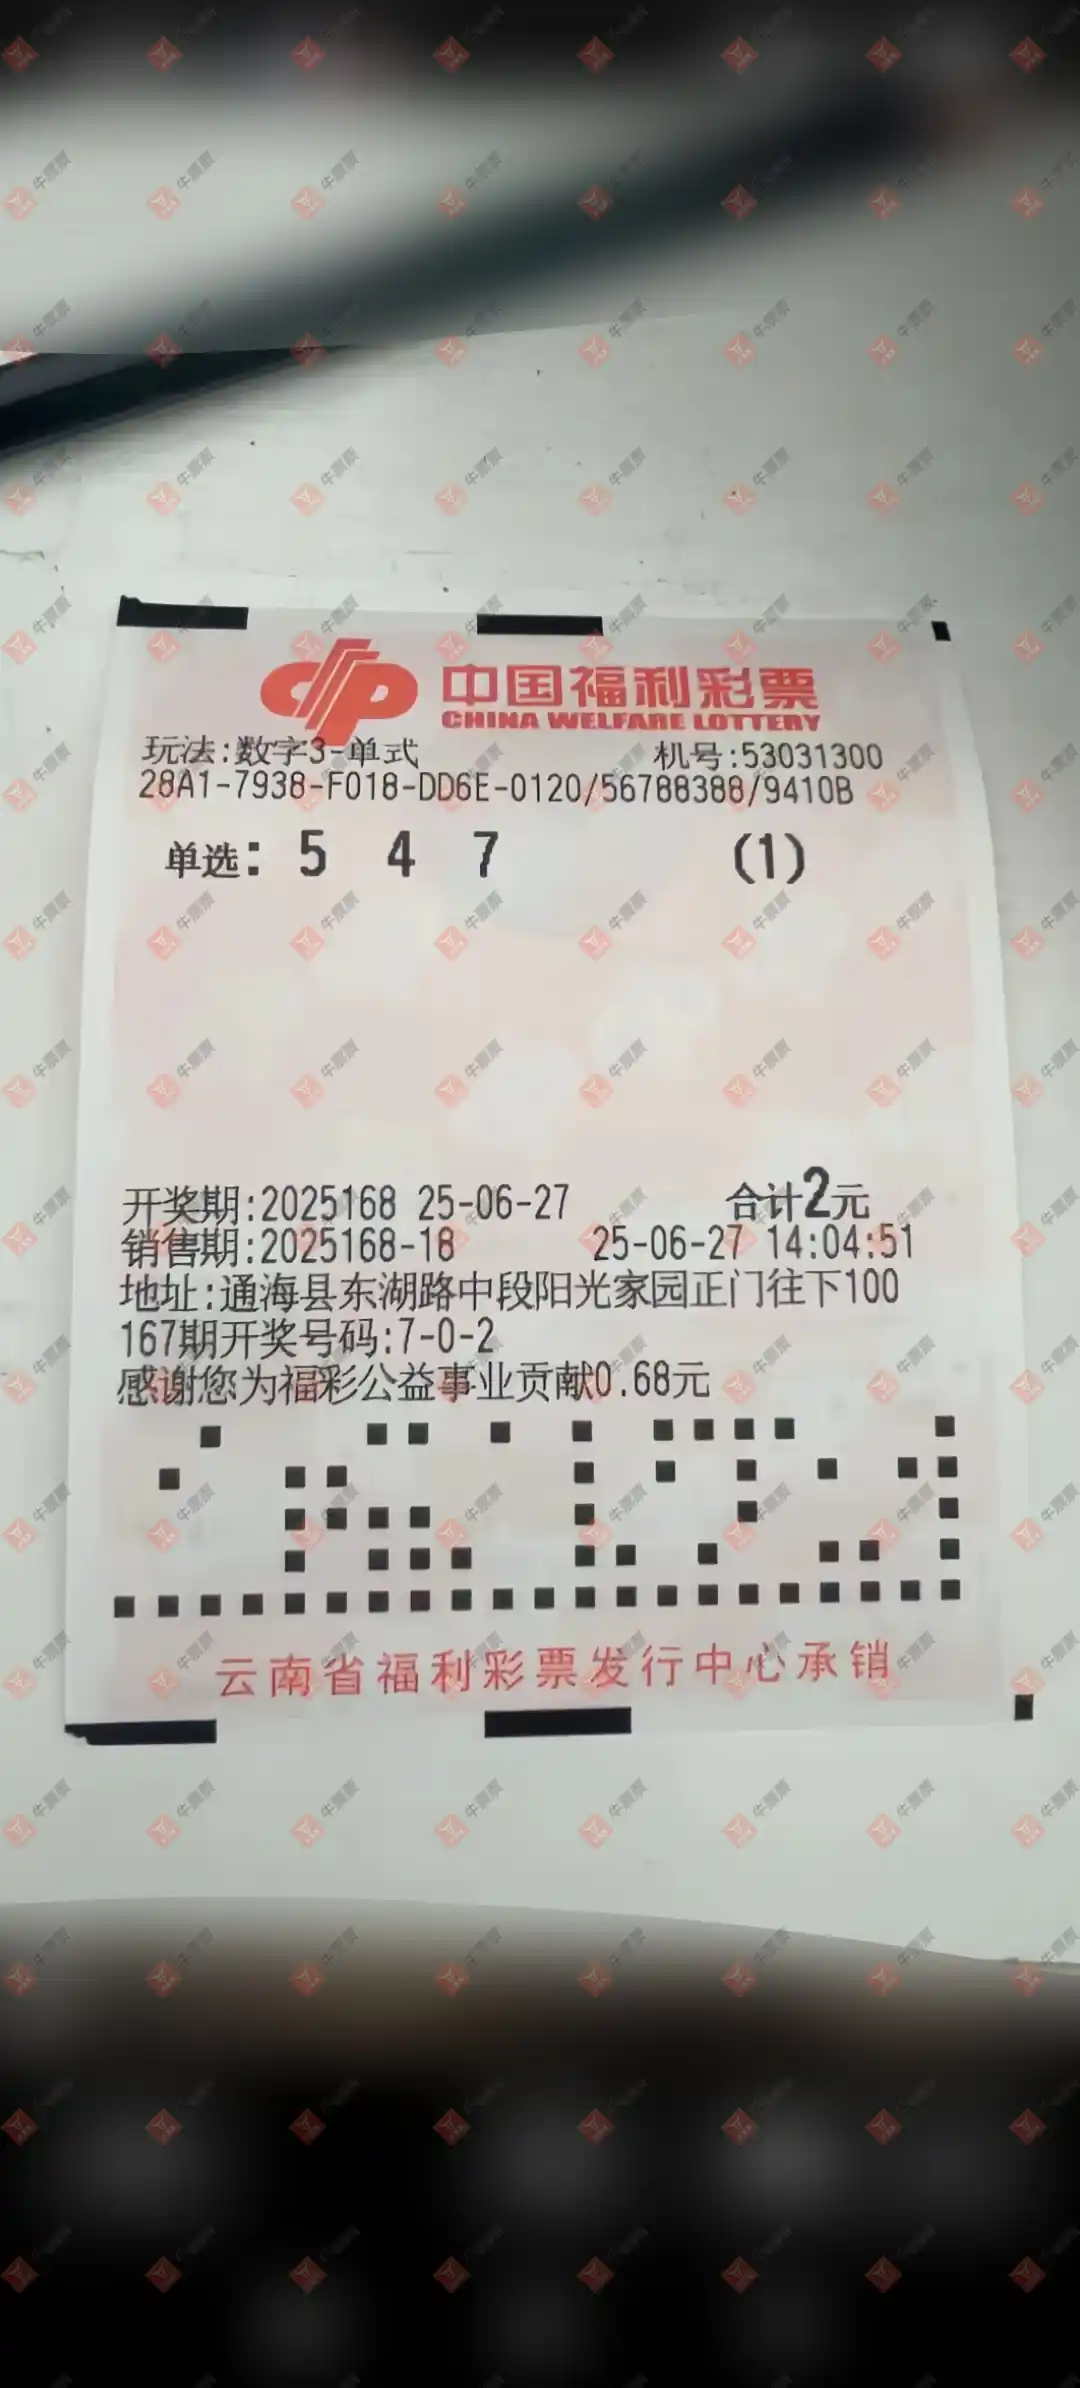 中国福利彩票
CHINA WELFARE LOTTERY
玩法:数字3-单式 机号:53031300
28A1-7938-F018-DD6E-0120/56788388/9410B
单选: 5 4 7 (1)
开奖期:2025168 25-06-27 合计2元
销售期:2025168-18 25-06-27 14:04:51
地址:通海县东湖路中段阳光家园正门往下100
167期开奖号码:7-0-2
感谢您为福彩公益事业贡献0.68元
云南省福利彩票发行中心承销
牛票票